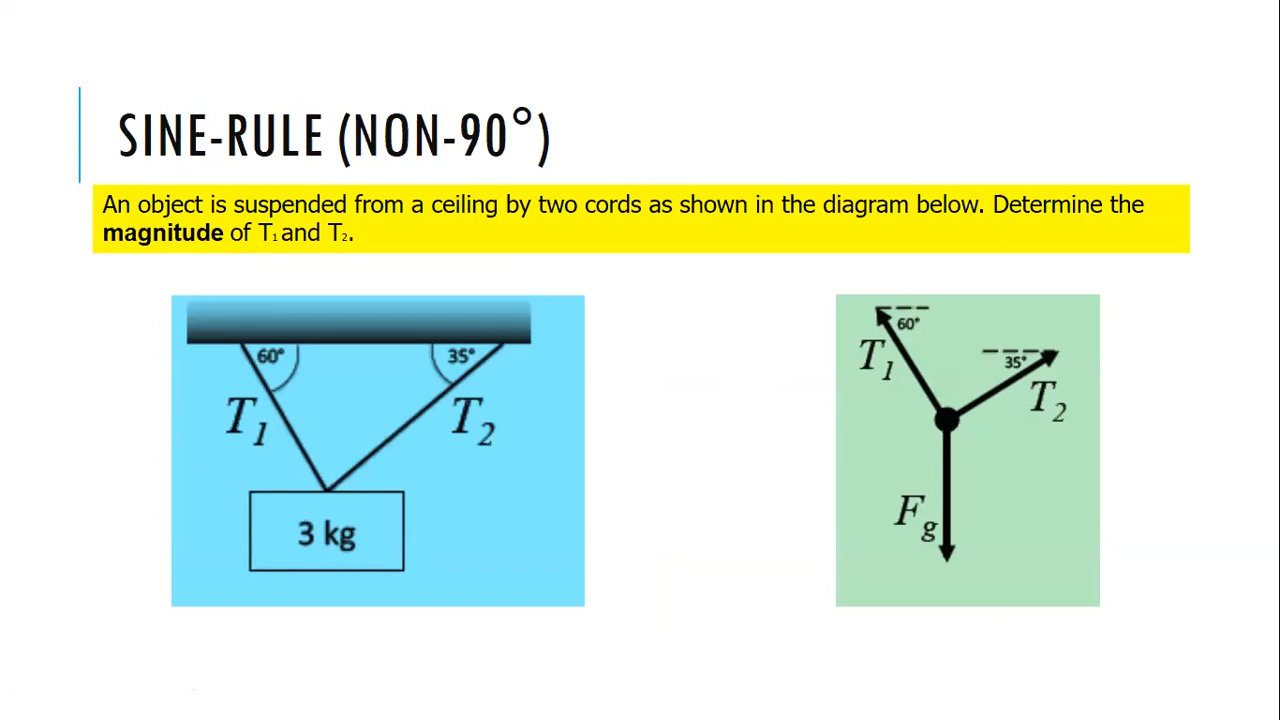 SINE-RULE (NON-90°)
An object is suspended from a ceiling by two cords as shown in the diagram below. Determine the
magnitude of T₁ and T₂.
60°
35°
T₁
T₂
3 kg
60°
T₁
35°
T₂
F_g